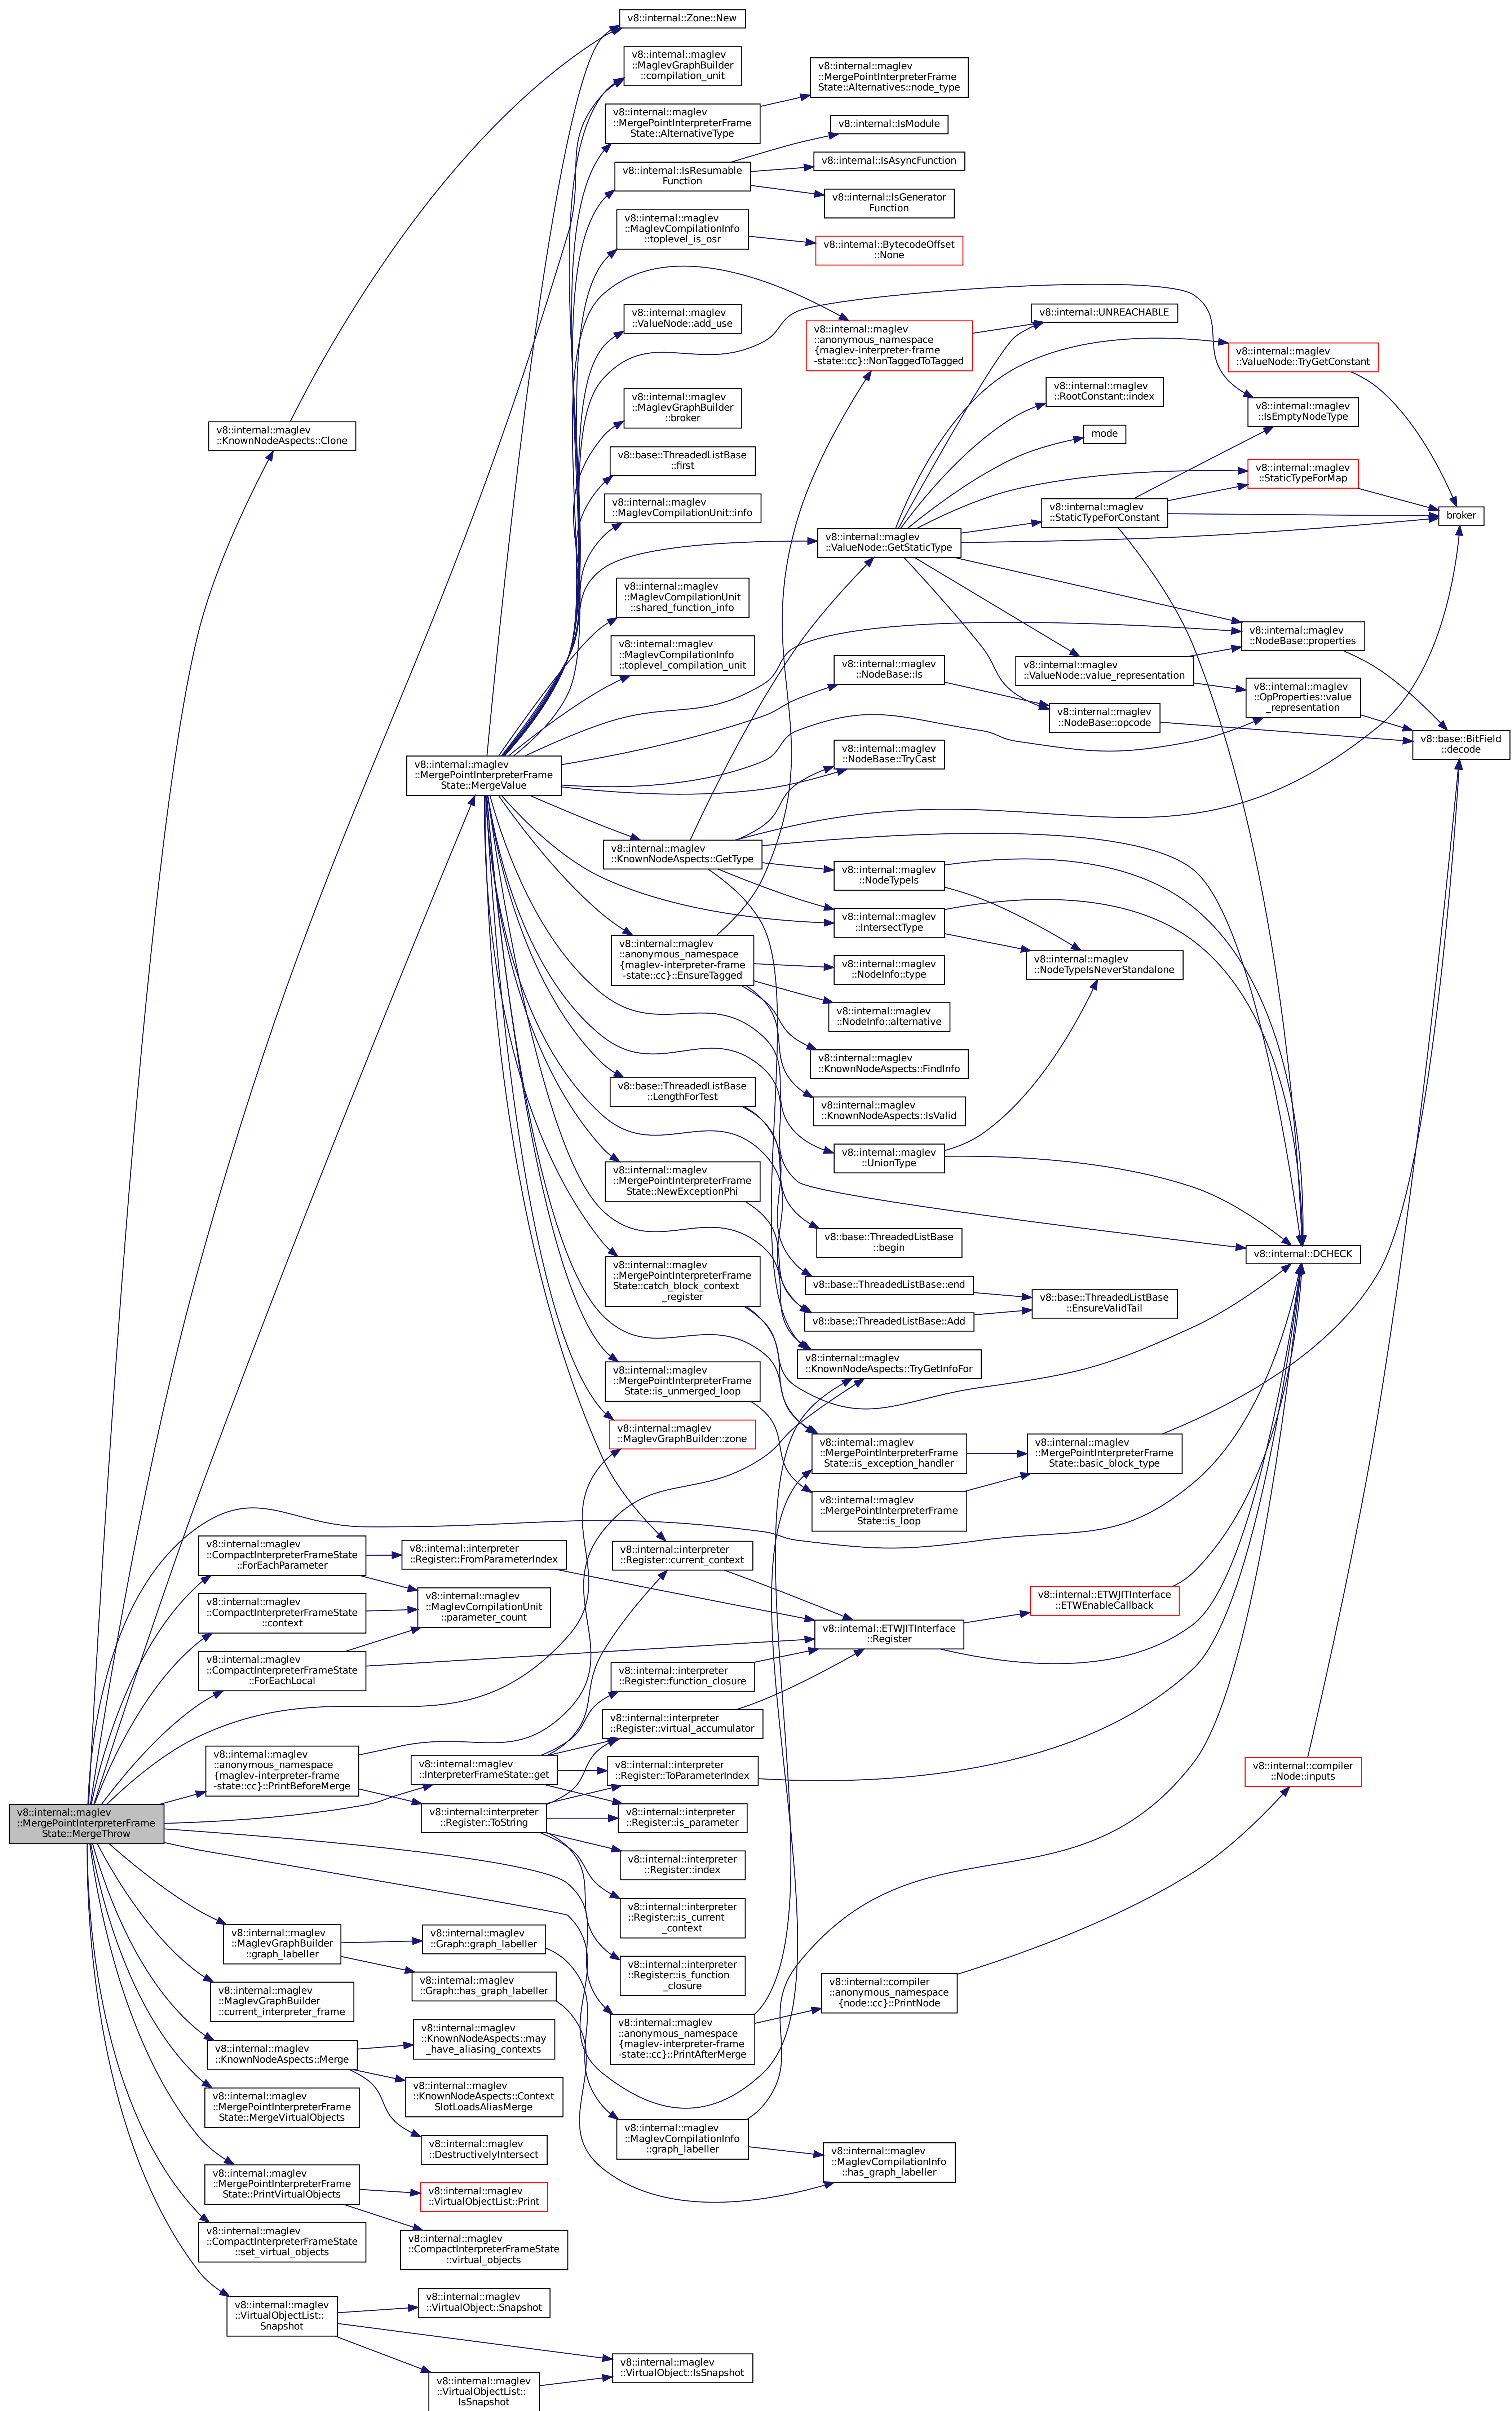 v8::internal::Zone::New
v8::internal::maglev
::MaglevGraphBuilder
::compilation_unit
v8::internal::maglev
::MergePointInterpreterFrame
State::Alternatives::node_type
v8::internal::maglev
::MergePointInterpreterFrame
State::AlternativeType
v8::internal::IsModule
v8::internal::IsAsyncFunction
v8::internal::IsResumable
Function
v8::internal::IsGenerator
Function
v8::internal::maglev
::MaglevCompilationInfo
::toplevel_is_osr
v8::internal::BytecodeOffset
::None
v8::internal::maglev
::ValueNode::add_use
v8::internal::maglev
::anonymous_namespace
{maglev-interpreter-frame
-state::cc}::NonTaggedToTagged
v8::internal::UNREACHABLE
v8::internal::maglev
::ValueNode::TryGetConstant
v8::internal::maglev
::RootConstant::index
v8::internal::maglev
::IsEmptyNodeType
v8::internal::maglev
::MaglevGraphBuilder
::broker
mode
v8::internal::maglev
::KnownNodeAspects::Clone
v8::base::ThreadedListBase
::first
v8::internal::maglev
::StaticTypeForMap
v8::internal::maglev
::MaglevCompilationUnit::info
v8::internal::maglev
::StaticTypeForConstant
broker
v8::internal::maglev
::ValueNode::GetStaticType
v8::internal::maglev
::MaglevCompilationUnit
::shared_function_info
v8::internal::maglev
::NodeBase::properties
v8::internal::maglev
::MaglevCompilationInfo
::toplevel_compilation_unit
v8::internal::maglev
::NodeBase::Is
v8::internal::maglev
::ValueNode::value_representation
v8::internal::maglev
::OpProperties::value
_representation
v8::internal::maglev
::NodeBase::opcode
v8::base::BitField
::decode
v8::internal::maglev
::MergePointInterpreterFrame
State::MergeValue
v8::internal::maglev
::NodeBase::TryCast
v8::internal::maglev
::KnownNodeAspects::GetType
v8::internal::maglev
::NodeTypeIs
v8::internal::maglev
::IntersectType
v8::internal::maglev
::anonymous_namespace
{maglev-interpreter-frame
-state::cc}::EnsureTagged
v8::internal::maglev
::NodeInfo::type
v8::internal::maglev
::NodeTypeIsNeverStandalone
v8::internal::maglev
::NodeInfo::alternative
v8::internal::maglev
::KnownNodeAspects::FindInfo
v8::base::ThreadedListBase
::LengthForTest
v8::internal::maglev
::KnownNodeAspects::IsValid
v8::internal::maglev
::UnionType
v8::internal::maglev
::MergePointInterpreterFrame
State::NewExceptionPhi
v8::base::ThreadedListBase
::begin
v8::internal::DCHECK
v8::internal::maglev
::MergePointInterpreterFrame
State::catch_block_context
_register
v8::base::ThreadedListBase::end
v8::base::ThreadedListBase
::EnsureValidTail
v8::base::ThreadedListBase::Add
v8::internal::maglev
::KnownNodeAspects::TryGetInfoFor
v8::internal::maglev
::MergePointInterpreterFrame
State::is_unmerged_loop
v8::internal::maglev
::MaglevGraphBuilder::zone
v8::internal::maglev
::MergePointInterpreterFrame
State::is_exception_handler
v8::internal::maglev
::MergePointInterpreterFrame
State::basic_block_type
v8::internal::maglev
::MergePointInterpreterFrame
State::is_loop
v8::internal::maglev
::CompactInterpreterFrameState
::ForEachParameter
v8::internal::interpreter
::Register::FromParameterIndex
v8::internal::interpreter
::Register::current_context
v8::internal::maglev
::CompactInterpreterFrameState
::context
v8::internal::maglev
::MaglevCompilationUnit
::parameter_count
v8::internal::ETWJITInterface
::ETWEnableCallback
v8::internal::ETWJITInterface
::Register
v8::internal::maglev
::CompactInterpreterFrameState
::ForEachLocal
v8::internal::interpreter
::Register::function_closure
v8::internal::interpreter
::Register::virtual_accumulator
v8::internal::maglev
::anonymous_namespace
{maglev-interpreter-frame
-state::cc}::PrintBeforeMerge
v8::internal::maglev
::InterpreterFrameState::get
v8::internal::interpreter
::Register::ToParameterIndex
v8::internal::compiler
::Node::inputs
v8::internal::maglev
::MergePointInterpreterFrame
State::MergeThrow
v8::internal::interpreter
::Register::ToString
v8::internal::interpreter
::Register::is_parameter
v8::internal::interpreter
::Register::index
v8::internal::interpreter
::Register::is_current
_context
v8::internal::maglev
::MaglevGraphBuilder
::graph_labeller
v8::internal::maglev
::Graph::graph_labeller
v8::internal::interpreter
::Register::is_function
_closure
v8::internal::maglev
::Graph::has_graph_labeller
v8::internal::compiler
::anonymous_namespace
{node::cc}::PrintNode
v8::internal::maglev
::MaglevGraphBuilder
::current_interpreter_frame
v8::internal::maglev
::anonymous_namespace
{maglev-interpreter-frame
-state::cc}::PrintAfterMerge
v8::internal::maglev
::KnownNodeAspects::Merge
v8::internal::maglev
::KnownNodeAspects::may
_have_aliasing_contexts
v8::internal::maglev
::KnownNodeAspects::Context
SlotLoadsAliasMerge
v8::internal::maglev
::MergePointInterpreterFrame
State::MergeVirtualObjects
v8::internal::maglev
::DestructivelyIntersect
v8::internal::maglev
::MaglevCompilationInfo
::graph_labeller
v8::internal::maglev
::MaglevCompilationInfo
::has_graph_labeller
v8::internal::maglev
::MergePointInterpreterFrame
State::PrintVirtualObjects
v8::internal::maglev
::VirtualObjectList::Print
v8::internal::maglev
::CompactInterpreterFrameState
::set_virtual_objects
v8::internal::maglev
::CompactInterpreterFrameState
::virtual_objects
v8::internal::maglev
::VirtualObjectList::
Snapshot
v8::internal::maglev
::VirtualObject::Snapshot
v8::internal::maglev
::VirtualObject::IsSnapshot
v8::internal::maglev
::VirtualObjectList::
IsSnapshot